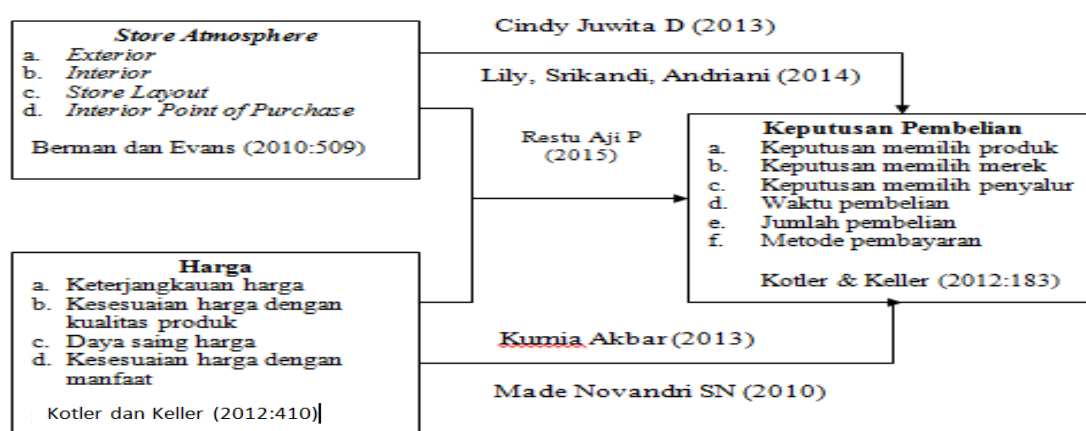 Store Atmosphere
a. Exterior
b. Interior
c. Store Layout
d. Interior Point of Purchase
Berman dan Evans (2010:509)
Cindy Juwita D (2013)
Lily, Srikandi, Andriani (2014)
Restu Aji P
(2015)
Keputusan Pembelian
a. Keputusan memilih produk
b. Keputusan memilih merek
c. Keputusan memilih penyalur
d. Waktu pembelian
e. Jumlah pembelian
f. Metode pembayaran
Kotler & Keller (2012:183)
Harga
a. Keterjangkauan harga
b. Kesesuaian harga dengan
kualitas produk
c. Daya saing harga
d. Kesesuaian harga dengan
manfaat
Kotler dan Keller (2012:410)
Kurnia Akbar (2013)
Made Novandri SN (2010)